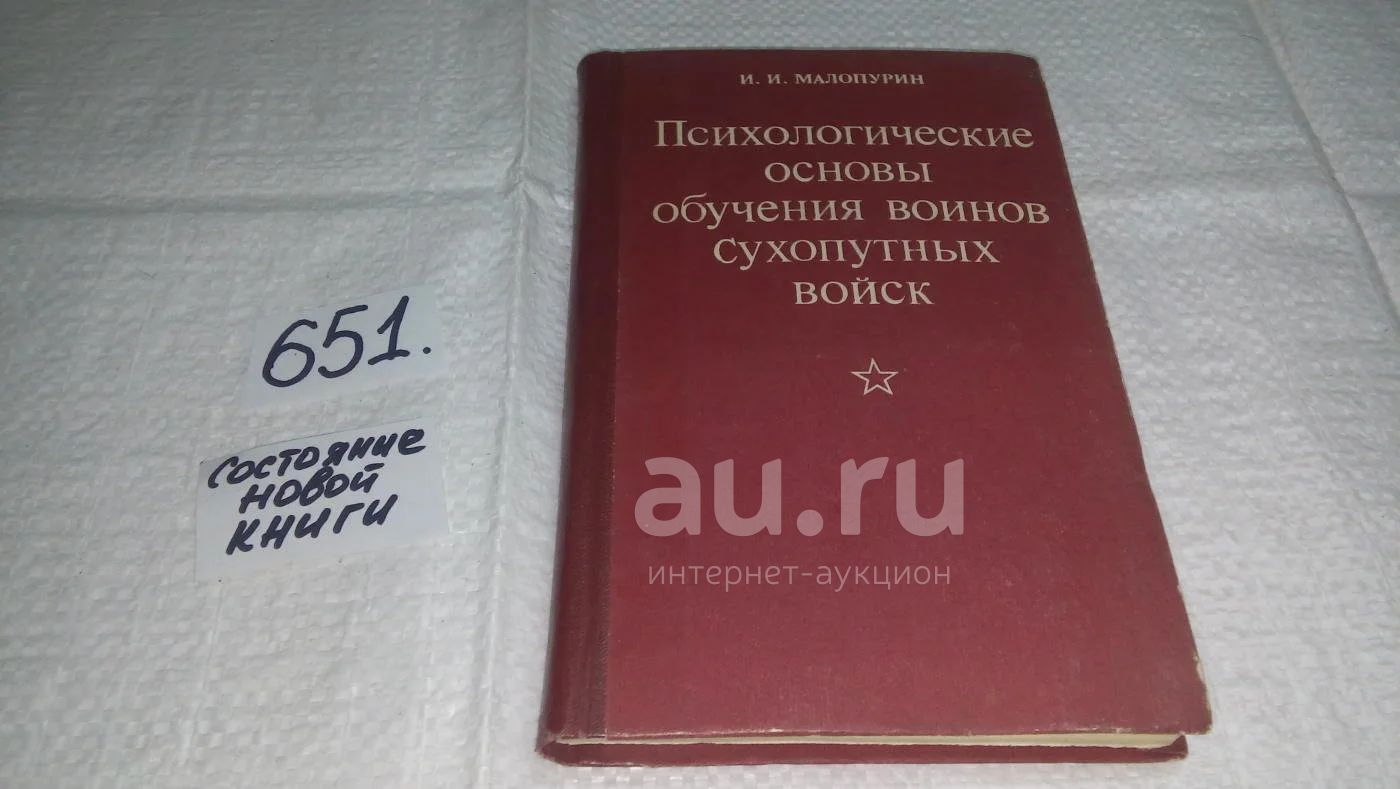 И. И. МАЛОПУРИН
Психологические
основы
обучения воинов
Сухопутных
войск
651.
состояние
новой
книги
au.ru
интернет-аукцион